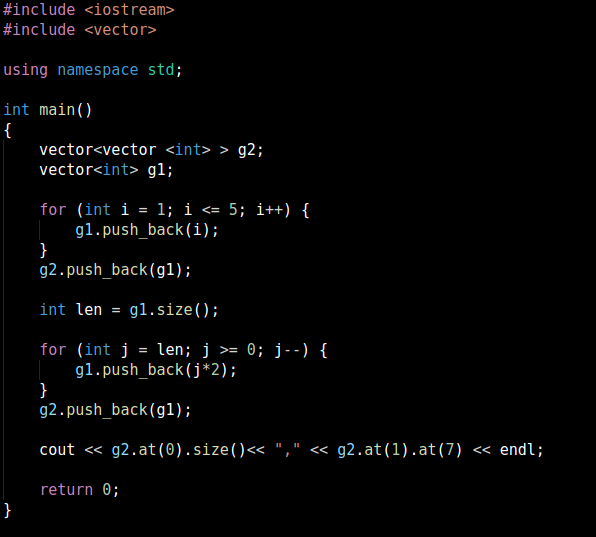 #include <iostream>
#include <vector>

using namespace std;

int main()
{
    vector<vector <int> > g2;
    vector<int> g1;

    for (int i = 1; i <= 5; i++) {
        g1.push_back(i);
    }
    g2.push_back(g1);

    int len = g1.size();

    for (int j = len; j >= 0; j--) {
        g1.push_back(j*2);
    }
    g2.push_back(g1);

    cout << g2.at(0).size()<< "," << g2.at(1).at(7) << endl;

    return 0;
}